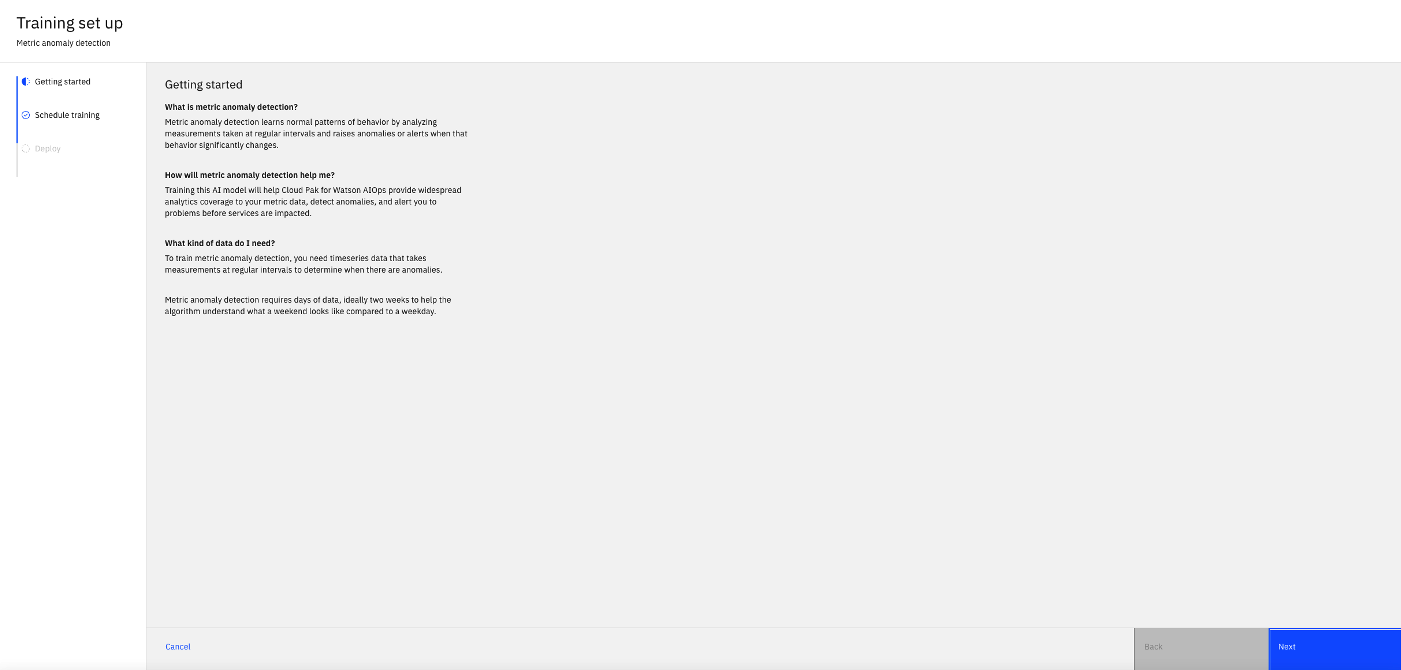 Training set up
Metric anomaly detection
Getting started
Schedule training
Deploy
Getting started
What is metric anomaly detection?
Metric anomaly detection learns normal patterns of behavior by analyzing
measurements taken at regular intervals and raises anomalies or alerts when that
behavior significantly changes.
How will metric anomaly detection help me?
Training this AI model will help Cloud Pak for Watson AIOps provide widespread
analytics coverage to your metric data, detect anomalies, and alert you to
problems before services are impacted.
What kind of data do I need?
To train metric anomaly detection, you need timeseries data that takes
measurements at regular intervals to determine when there are anomalies.
Metric anomaly detection requires days of data, ideally two weeks to help the
algorithm understand what a weekend looks like compared to a weekday.
Cancel
Back
Next